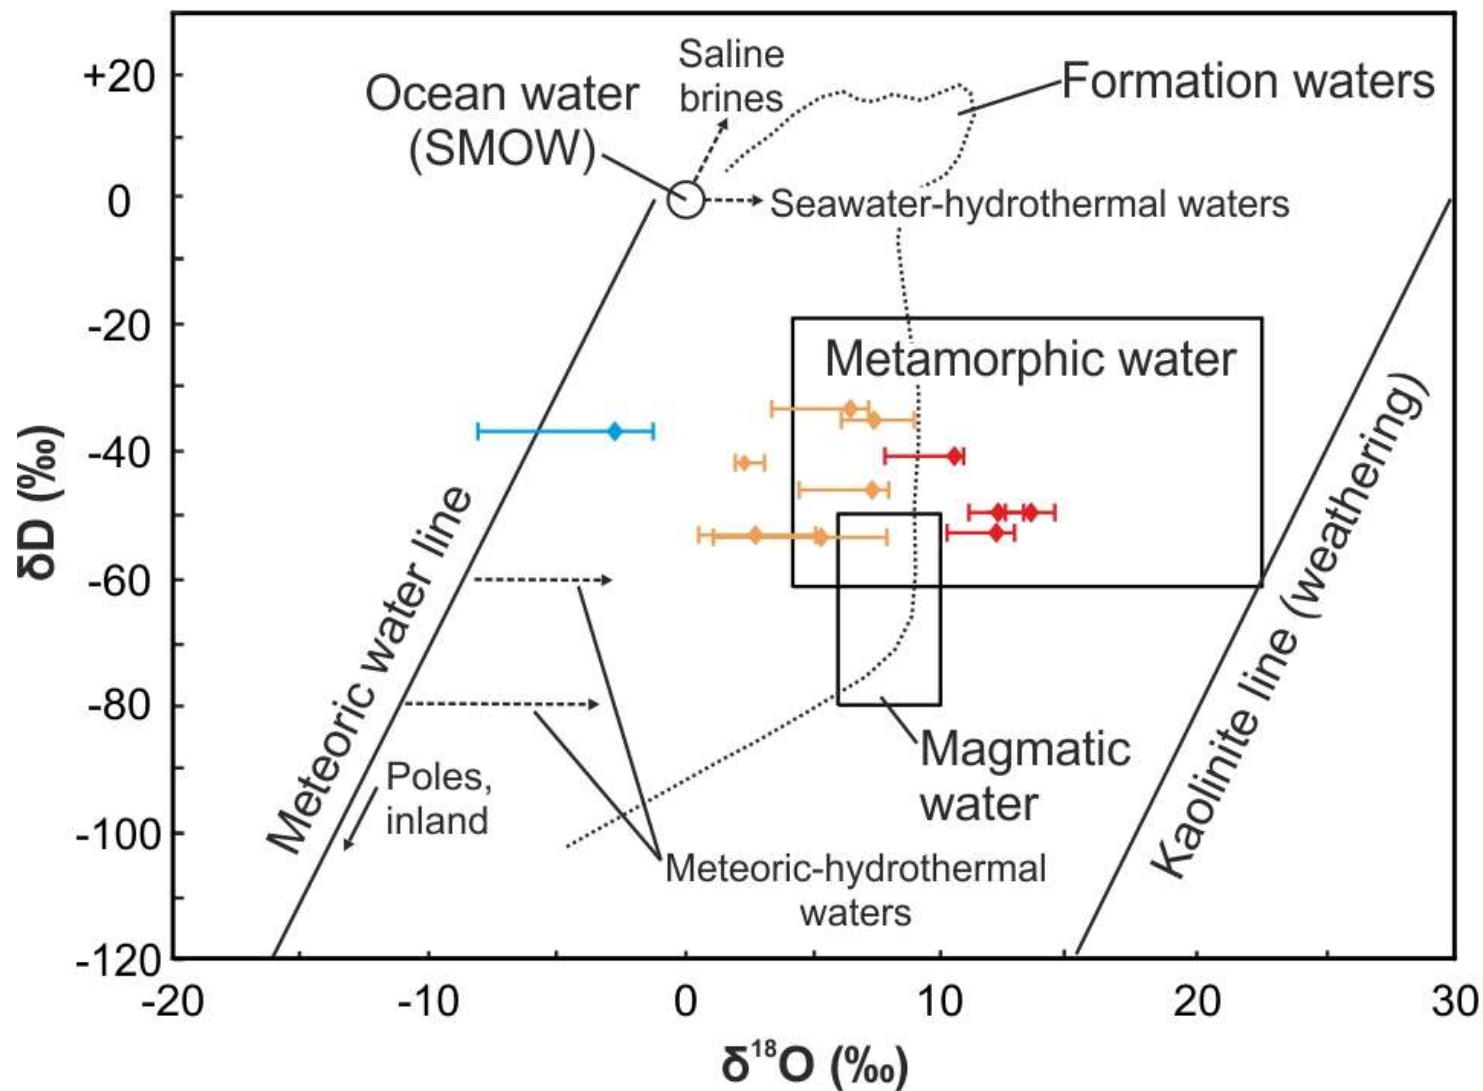 Saline
brines
Formation waters
Ocean water
(SMOW)
Seawater-hydrothermal waters
Metamorphic water
Meteoric water line
Kaolinite line (weathering)
Magmatic
water
Poles,
inland
Meteoric-hydrothermal
waters
+20
0
-20
-40
-60
-80
-100
-120
δD (‰)
-20
-10
0
10
20
30
δ¹⁸O (‰)